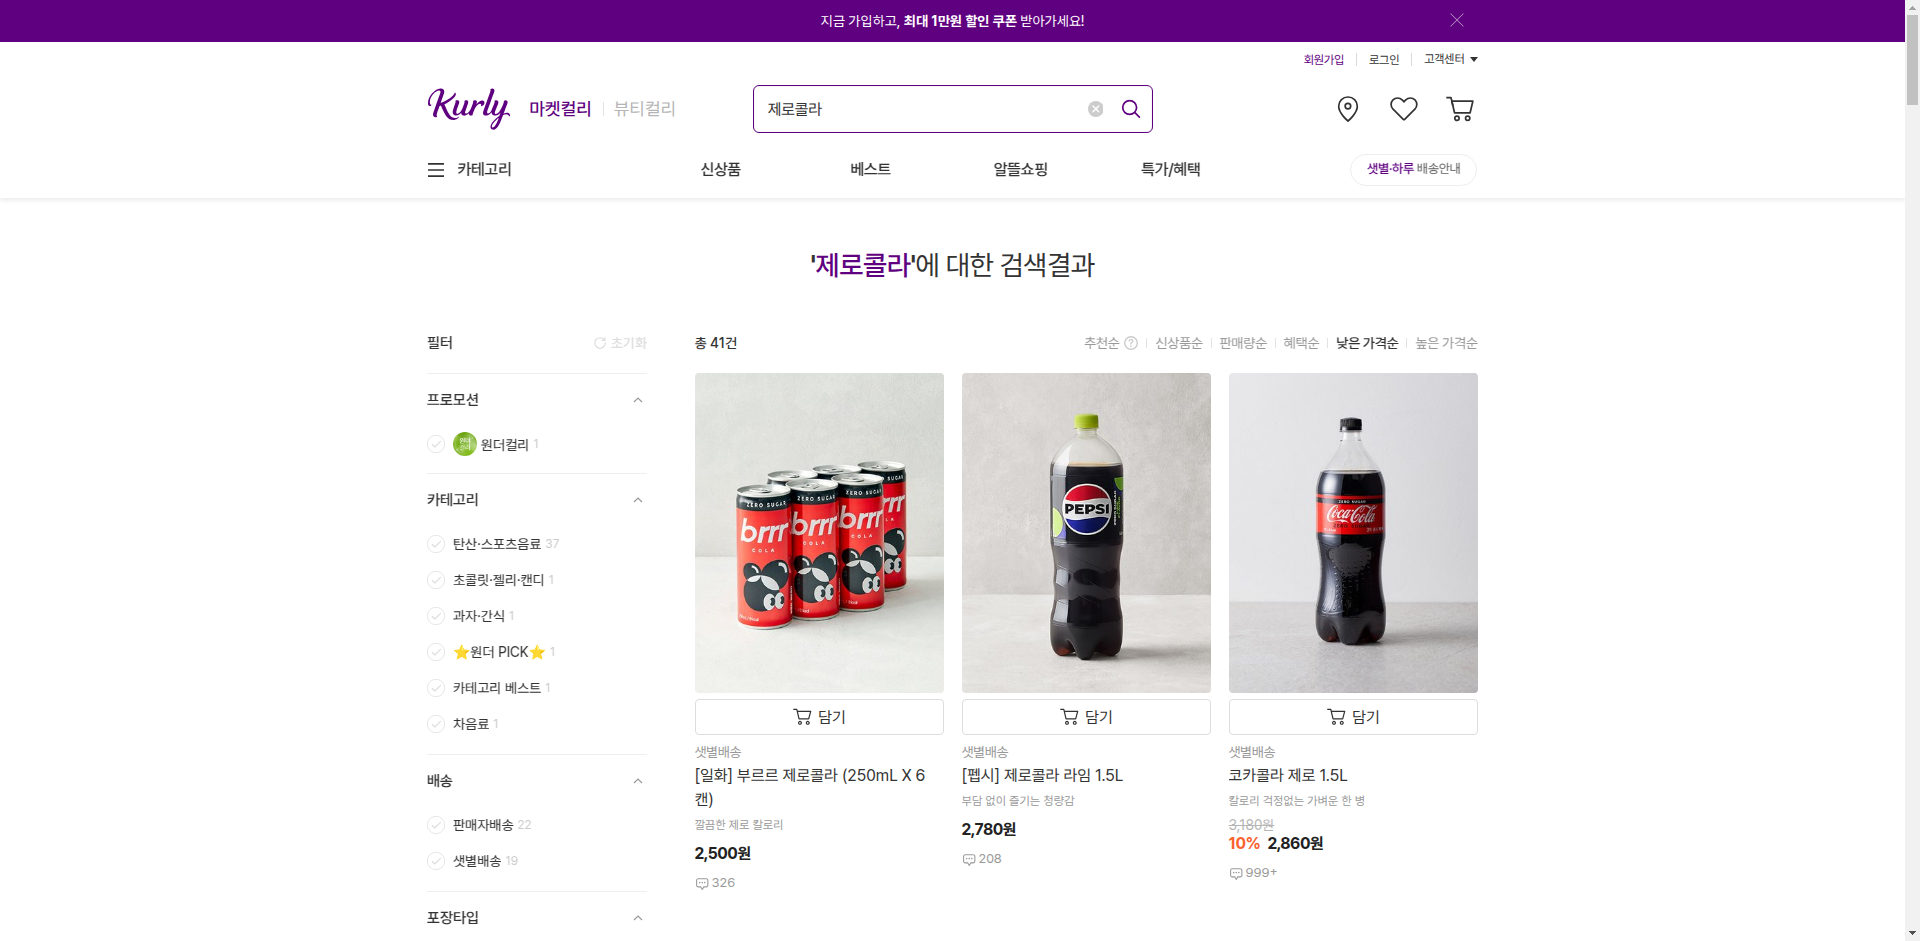 지금 가입하고, 최대 1만원 할인 쿠폰 받아가세요!
회원가입
로그인
고객센터
Kurly
마켓컬리
뷰티컬리
제로콜라
카테고리
신상품
베스트
알뜰쇼핑
특가/혜택
샛별·하루 배송안내
'제로콜라'에 대한 검색결과
필터
초기화
총 41건
추천순
신상품순
판매량순
혜택순
낮은 가격순
높은 가격순
프로모션
원더컬리 1
카테고리
탄산·스포츠음료 37
초콜릿·젤리·캔디 1
과자·간식 1
⭐원더 PICK⭐ 1
카테고리 베스트 1
차음료 1
배송
판매자배송 22
샛별배송 19
포장타입
ZERO SUGAR
brrr
COLA
담기
샛별배송
[일화] 부르르 제로콜라 (250mL X 6
캔)
깔끔한 제로 칼로리
2,500원
326
PEPSI
담기
샛별배송
[펩시] 제로콜라 라임 1.5L
부담 없이 즐기는 청량감
2,780원
208
ZERO SUGAR
Coca-Cola
ZERO SUGAR
담기
샛별배송
코카콜라 제로 1.5L
칼로리 걱정없는 가벼운 한 병
3,180원
10% 2,860원
999+